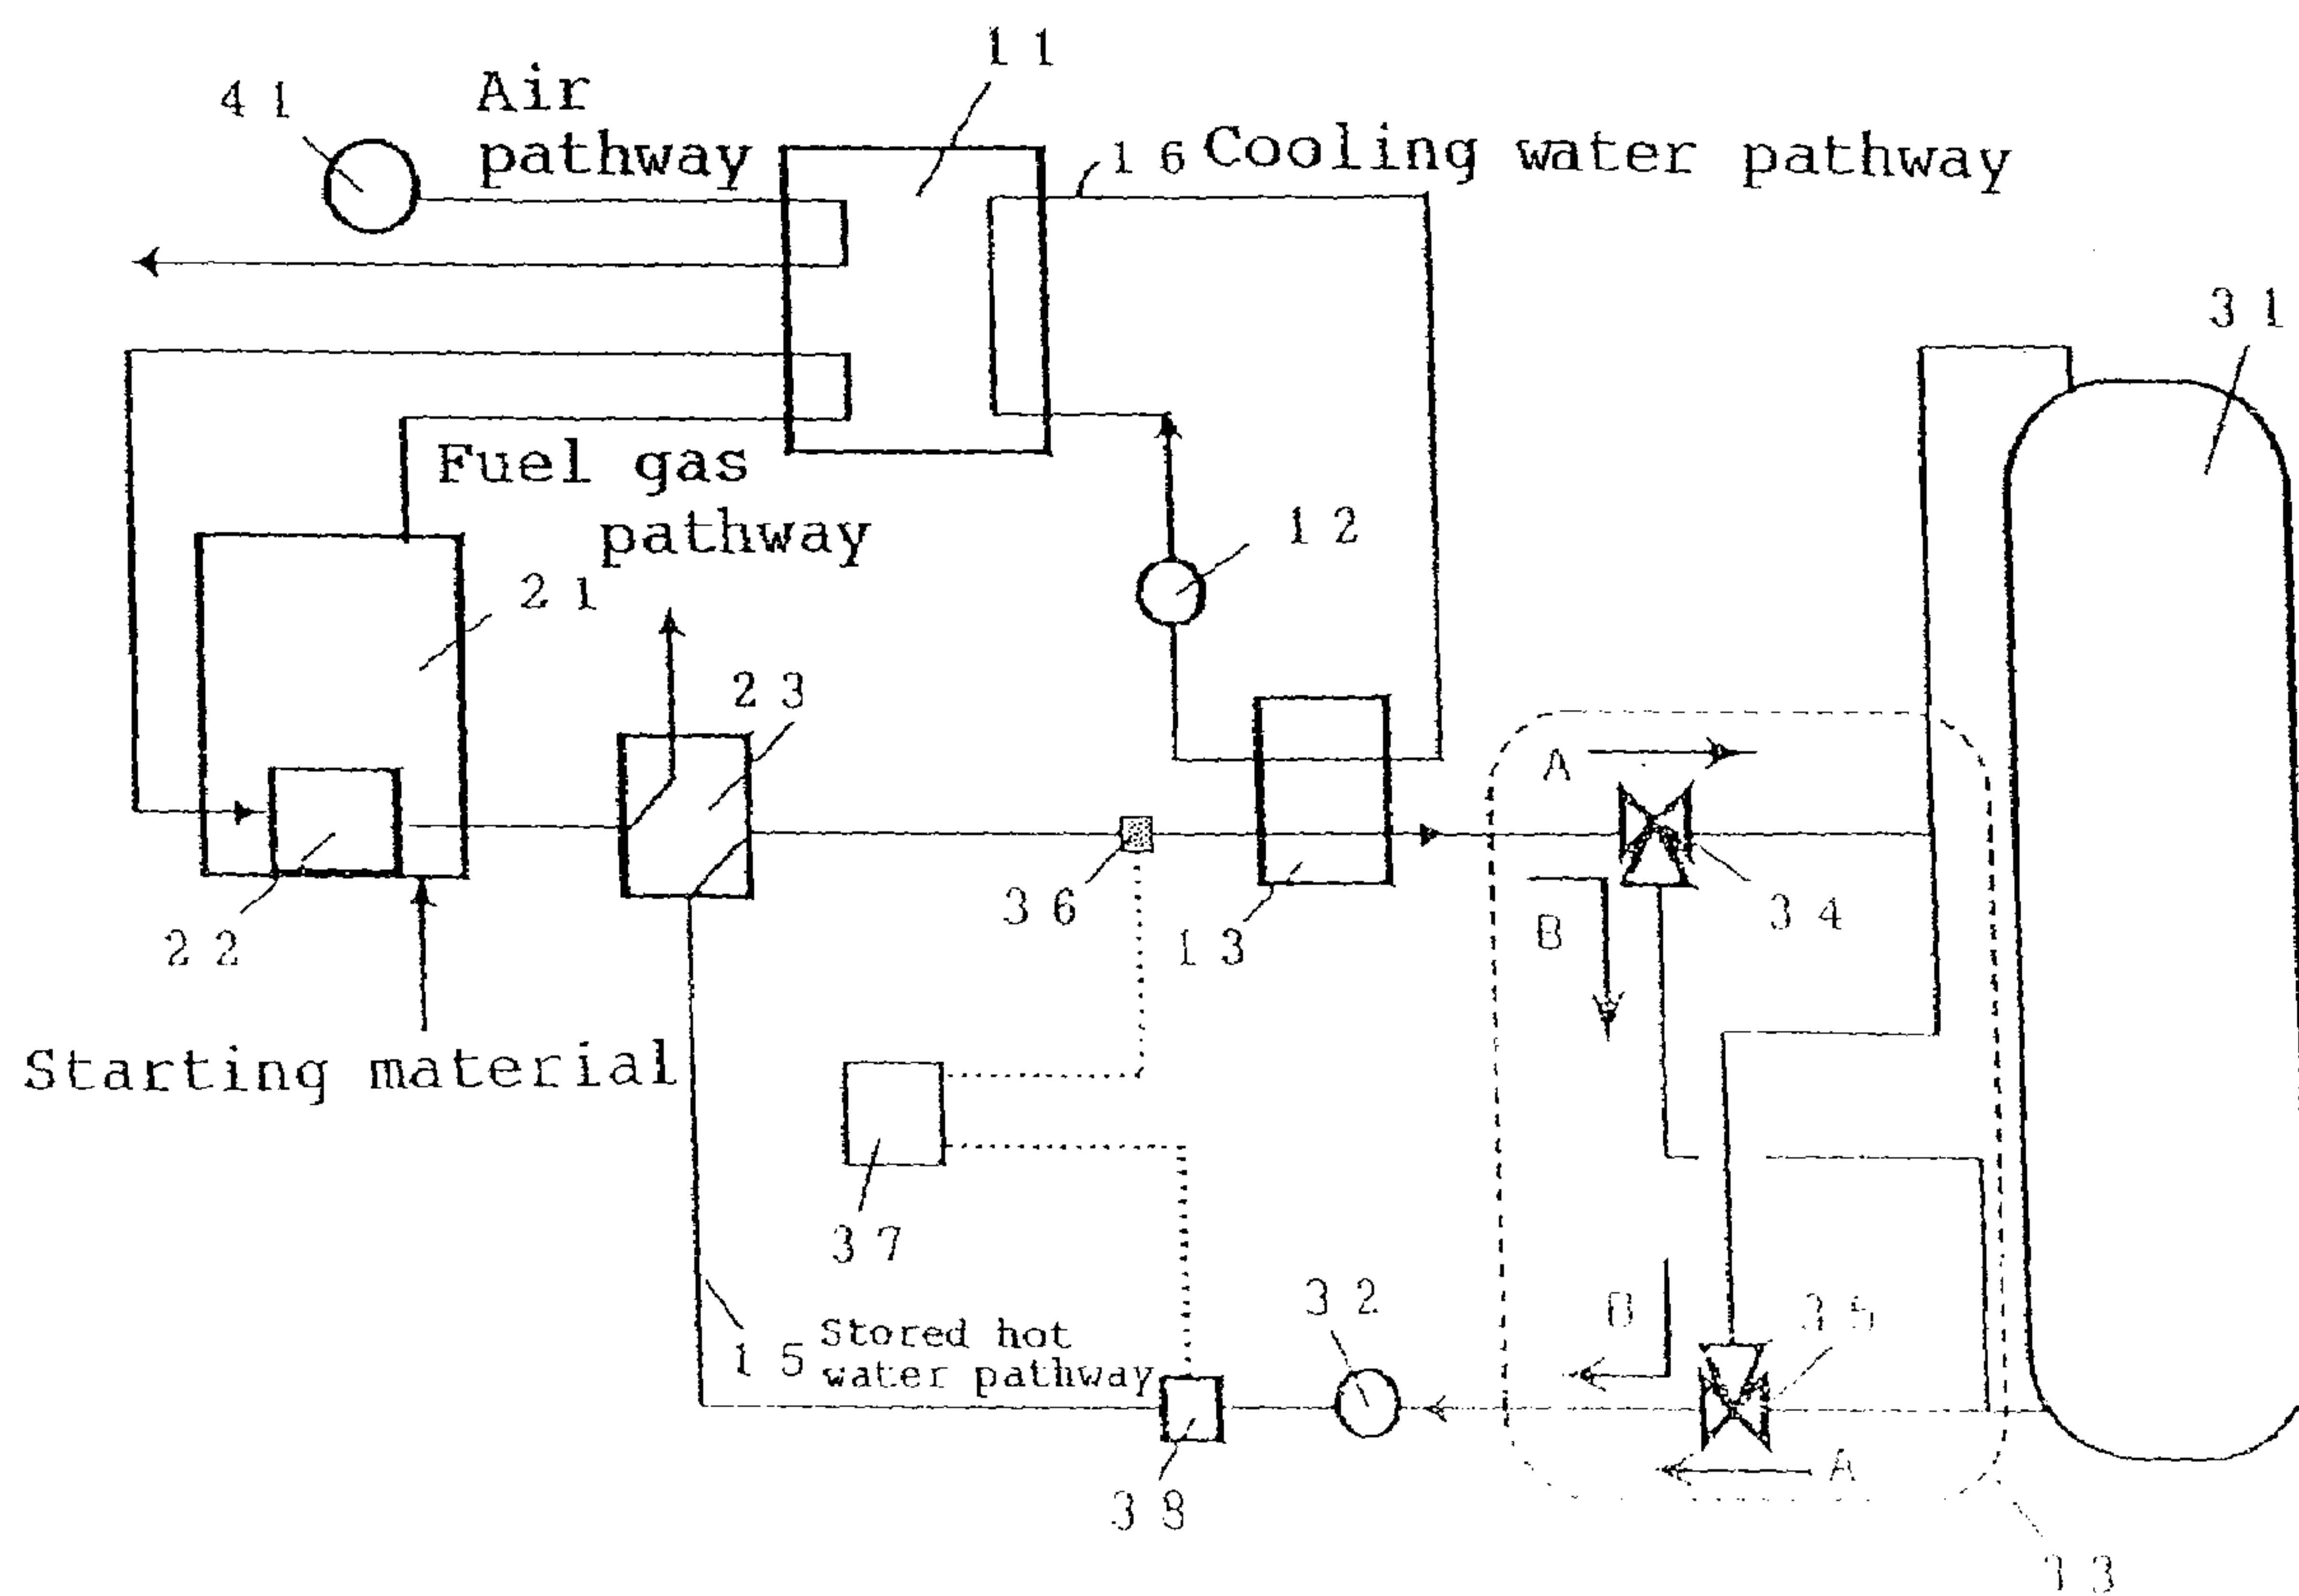 11
41
Air
pathway
16 Cooling water pathway
31
Fuel gas
pathway
12
21
23
A
36
13
B
34
22
Starting material
37
32
35
15 Stored hot
water pathway
A
38